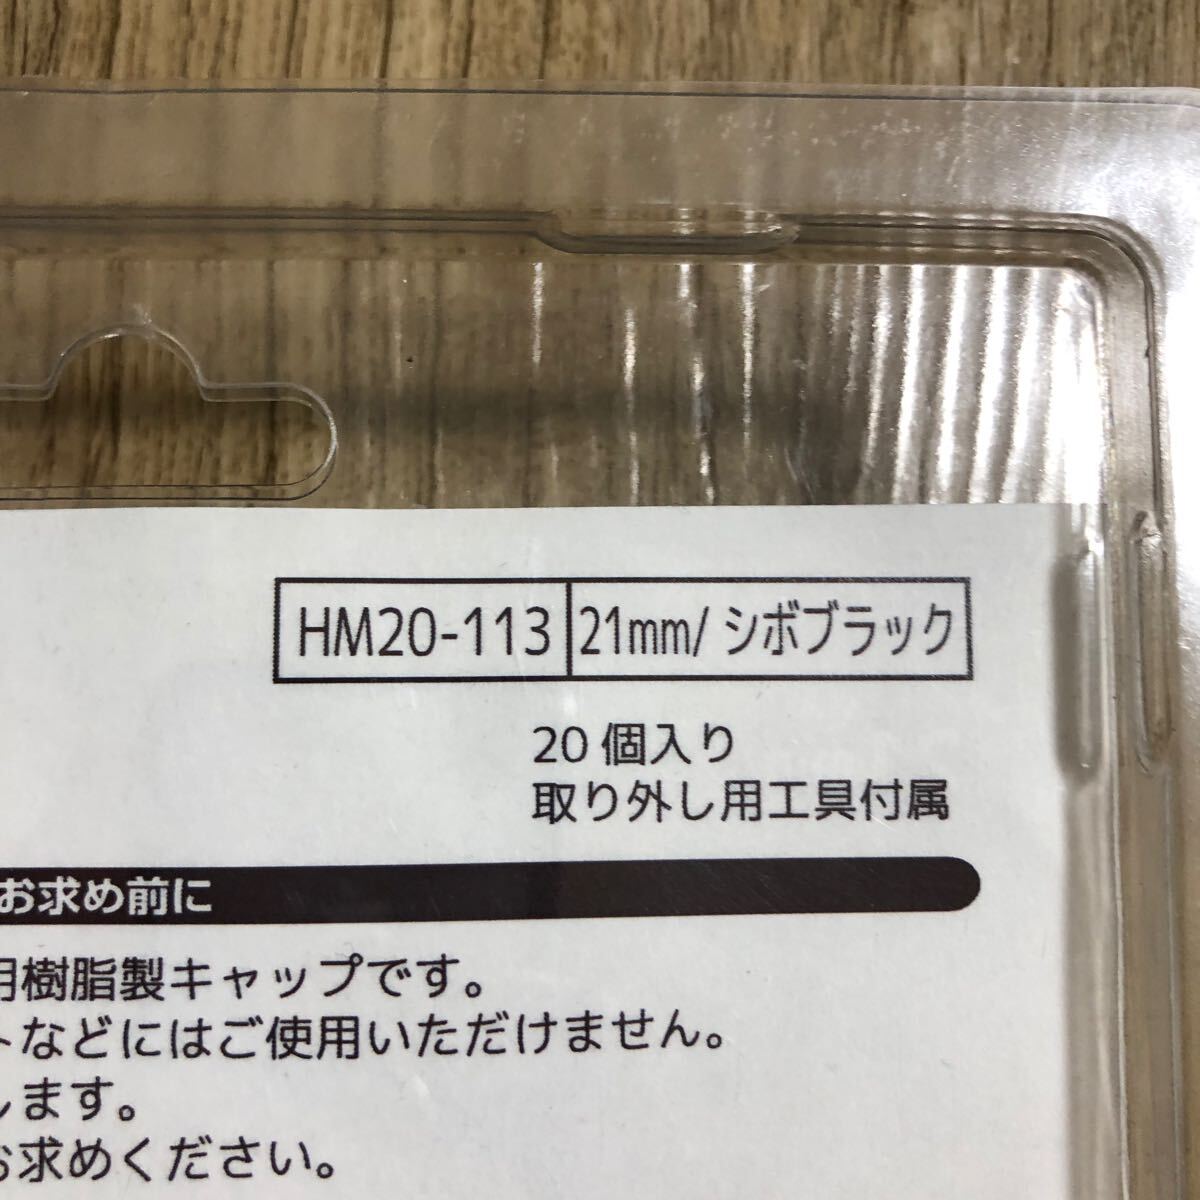 HM20-113 21mm/ シボブラック
20個入り
取り外し用工具付属
お求め前に
用樹脂製キャップです。
トなどにはご使用いただけません。
します。
お求めください。